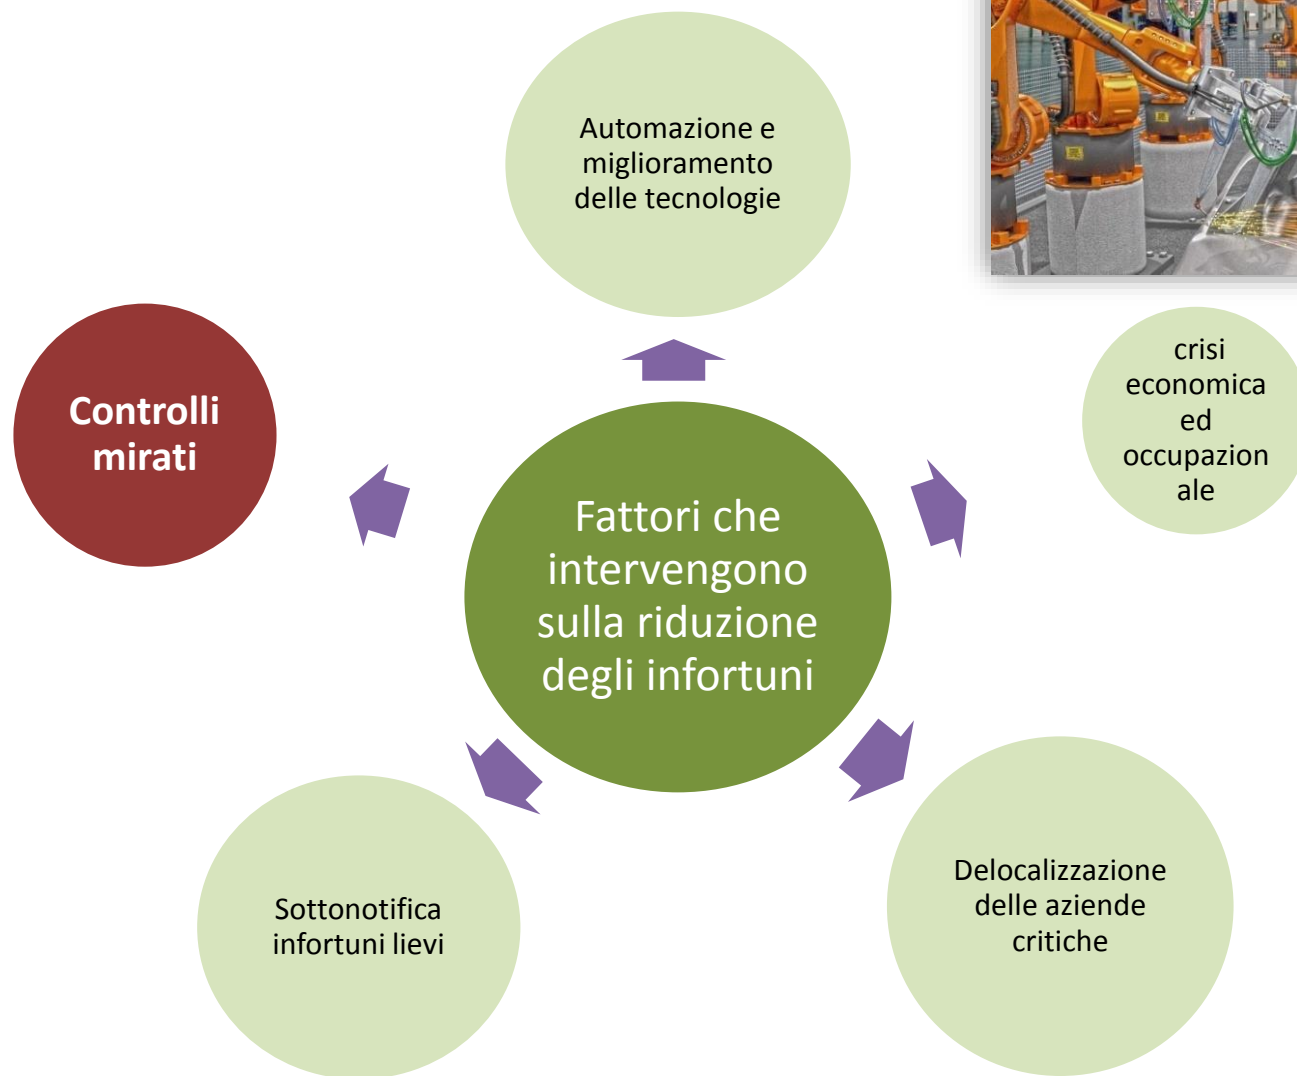 Automazione e
miglioramento
delle tecnologie
crisi
economica
ed
occupazion
ale
Controlli
mirati
Fattori che
intervengono
sulla riduzione
degli infortuni
Delocalizzazione
delle aziende
critiche
Sottonotifica
infortuni lievi